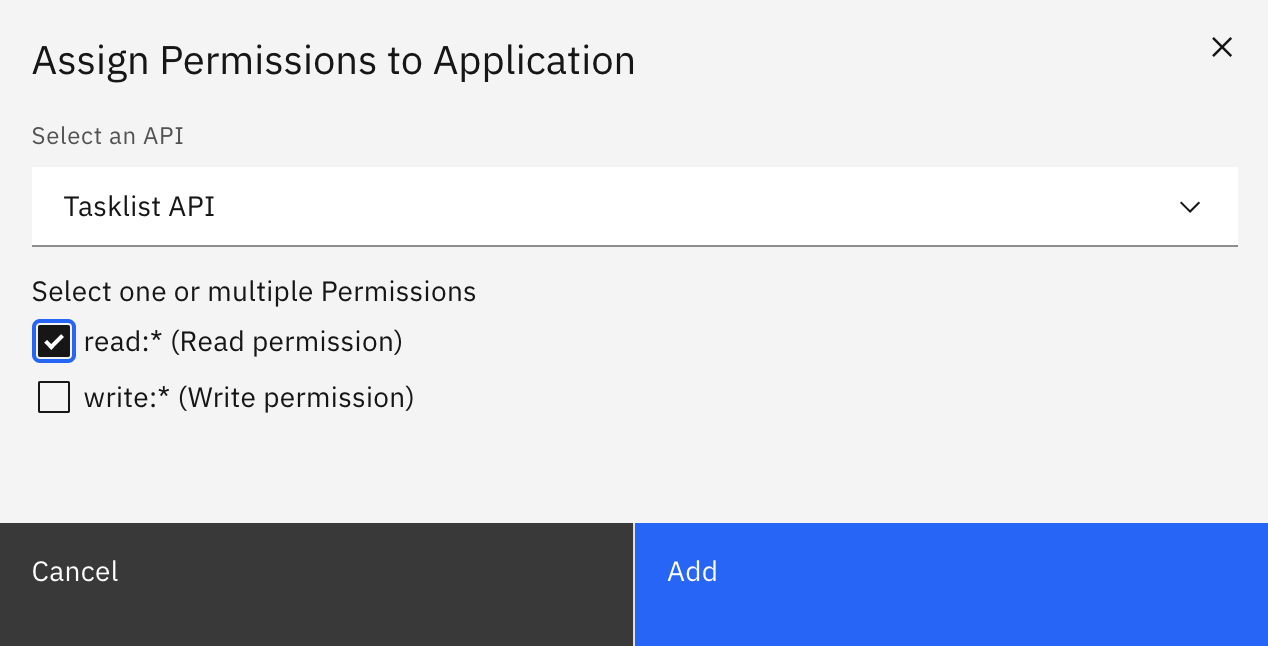 Assign Permissions to Application
Select an API
Tasklist API
Select one or multiple Permissions
read:* (Read permission)
write:* (Write permission)
Cancel
Add